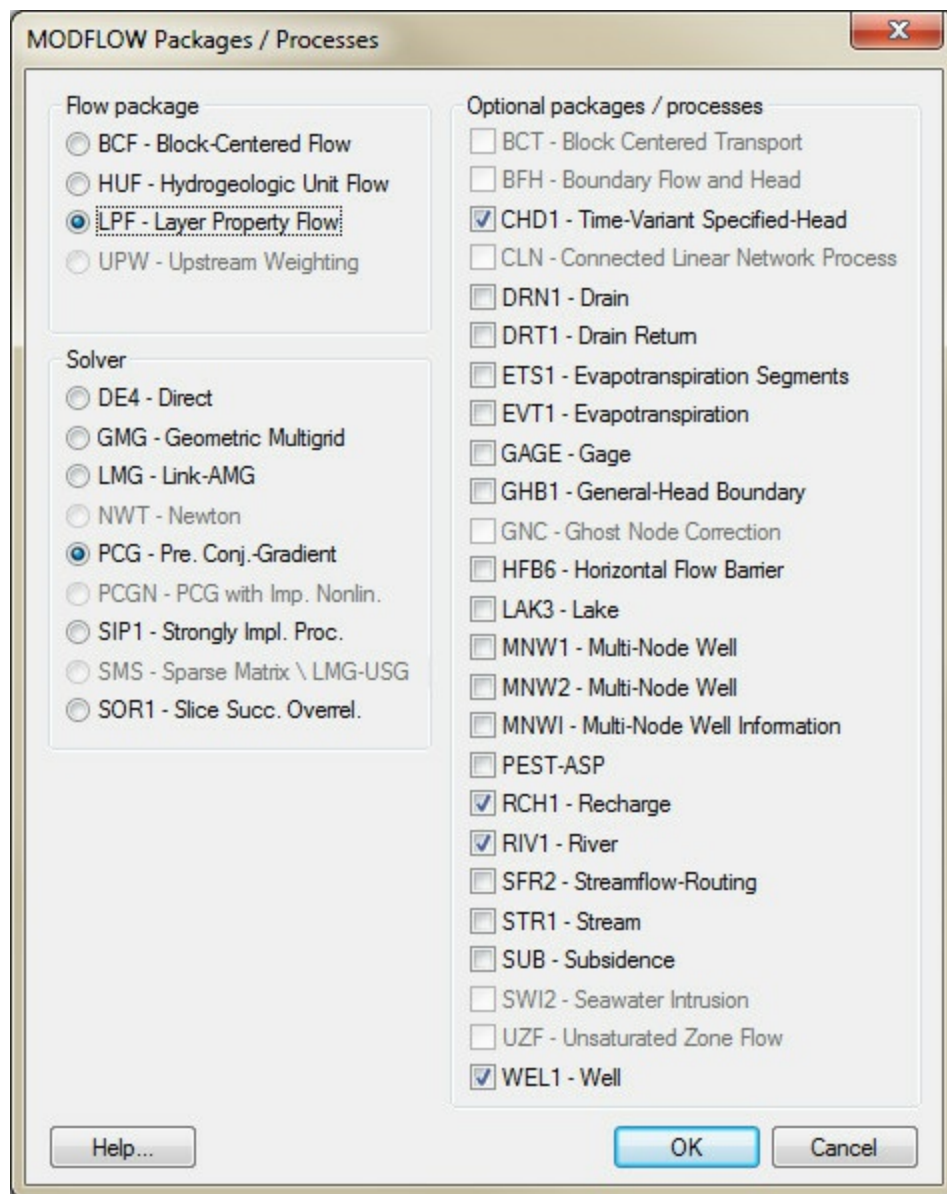 MODFLOW Packages / Processes
Flow package
BCF - Block-Centered Flow
HUF - Hydrogeologic Unit Flow
LPF - Layer Property Flow
UPW - Upstream Weighting
Solver
DE4 - Direct
GMG - Geometric Multigrid
LMG - Link-AMG
NWT - Newton
PCG - Pre. Conj.-Gradient
PCGN - PCG with Imp. Nonlin.
SIP1 - Strongly Impl. Proc.
SMS - Sparse Matrix \ LMG-USG
SOR1 - Slice Succ. Overrel.
Optional packages / processes
BCT - Block Centered Transport
BFH - Boundary Flow and Head
CHD1 - Time-Variant Specified-Head
CLN - Connected Linear Network Process
DRN1 - Drain
DRT1 - Drain Return
ETS1 - Evapotranspiration Segments
EVT1 - Evapotranspiration
GAGE - Gage
GHB1 - General-Head Boundary
GNC - Ghost Node Correction
HFB6 - Horizontal Flow Barrier
LAK3 - Lake
MNW1 - Multi-Node Well
MNW2 - Multi-Node Well
MNWI - Multi-Node Well Information
PEST-ASP
RCH1 - Recharge
RIV1 - River
SFR2 - Streamflow-Routing
STR1 - Stream
SUB - Subsidence
SWI2 - Seawater Intrusion
UZF - Unsaturated Zone Flow
WEL1 - Well
Help...
OK
Cancel